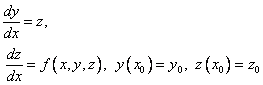 dy/dx = z,
dz/dx = f(x, y, z), y(x₀) = y₀, z(x₀) = z₀